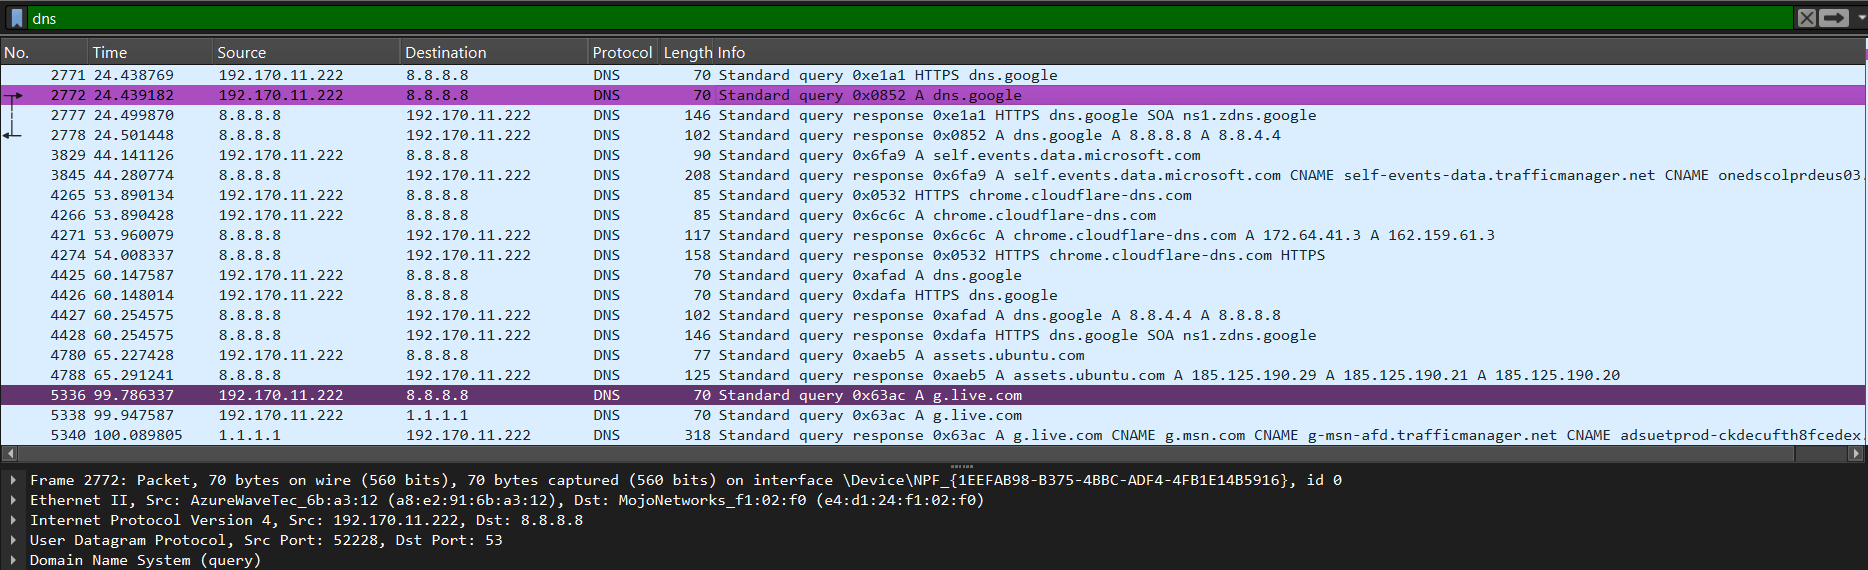 dns
No. Time Source Destination Protocol Length Info
2771 24.438769 192.170.11.222 8.8.8.8 DNS 70 Standard query 0xe1a1 HTTPS dns.google
2772 24.439182 192.170.11.222 8.8.8.8 DNS 70 Standard query 0x0852 A dns.google
2777 24.499870 8.8.8.8 192.170.11.222 DNS 146 Standard query response 0xe1a1 HTTPS dns.google SOA ns1.zdns.google
2778 24.501448 8.8.8.8 192.170.11.222 DNS 102 Standard query response 0x0852 A dns.google A 8.8.8.8 A 8.8.4.4
3829 44.141126 192.170.11.222 8.8.8.8 DNS 90 Standard query 0x6fa9 A self.events.data.microsoft.com
3845 44.280774 8.8.8.8 192.170.11.222 DNS 208 Standard query response 0x6fa9 A self.events.data.microsoft.com CNAME self-events-data.trafficmanager.net CNAME onedscolprdeus03.
4265 53.890134 192.170.11.222 8.8.8.8 DNS 85 Standard query 0x0532 HTTPS chrome.cloudflare-dns.com
4266 53.890428 192.170.11.222 8.8.8.8 DNS 85 Standard query 0x6c6c A chrome.cloudflare-dns.com
4271 53.960079 8.8.8.8 192.170.11.222 DNS 117 Standard query response 0x6c6c A chrome.cloudflare-dns.com A 172.64.41.3 A 162.159.61.3
4274 54.008337 8.8.8.8 192.170.11.222 DNS 158 Standard query response 0x0532 HTTPS chrome.cloudflare-dns.com HTTPS
4425 60.147587 192.170.11.222 8.8.8.8 DNS 70 Standard query 0xafad A dns.google
4426 60.148014 192.170.11.222 8.8.8.8 DNS 70 Standard query 0xdafa HTTPS dns.google
4427 60.254575 8.8.8.8 192.170.11.222 DNS 102 Standard query response 0xafad A dns.google A 8.8.4.4 A 8.8.8.8
4428 60.254575 8.8.8.8 192.170.11.222 DNS 146 Standard query response 0xdafa HTTPS dns.google SOA ns1.zdns.google
4780 65.227428 192.170.11.222 8.8.8.8 DNS 77 Standard query 0xaeb5 A assets.ubuntu.com
4788 65.291241 8.8.8.8 192.170.11.222 DNS 125 Standard query response 0xaeb5 A assets.ubuntu.com A 185.125.190.29 A 185.125.190.21 A 185.125.190.20
5336 99.786337 192.170.11.222 8.8.8.8 DNS 70 Standard query 0x63ac A g.live.com
5338 99.947587 192.170.11.222 1.1.1.1 DNS 70 Standard query 0x63ac A g.live.com
5340 100.089805 1.1.1.1 192.170.11.222 DNS 318 Standard query response 0x63ac A g.live.com CNAME g.msn.com CNAME g-msn-afd.trafficmanager.net CNAME adsuetprod-ckdecufth8fcedex.
Frame 2772: Packet, 70 bytes on wire (560 bits), 70 bytes captured (560 bits) on interface \Device\NPF_{1EEFAB98-B375-4BBC-ADF4-4FB1E14B5916}, id 0
Ethernet II, Src: AzureWaveTec_6b:a3:12 (a8:e2:91:6b:a3:12), Dst: MojoNetworks_f1:02:f0 (e4:d1:24:f1:02:f0)
Internet Protocol Version 4, Src: 192.170.11.222, Dst: 8.8.8.8
User Datagram Protocol, Src Port: 52228, Dst Port: 53
Domain Name System (query)